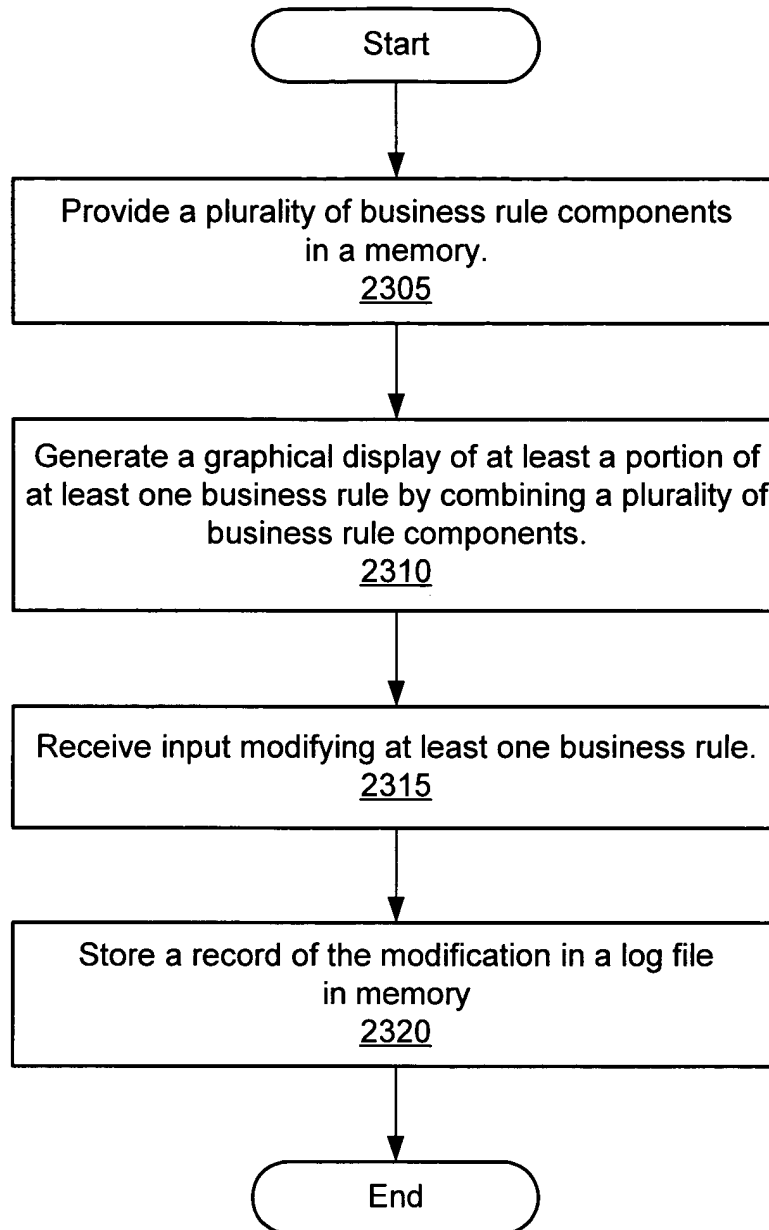 Start
Provide a plurality of business rule components
in a memory.
2305
Generate a graphical display of at least a portion of
at least one business rule by combining a plurality of
business rule components.
2310
Receive input modifying at least one business rule.
2315
Store a record of the modification in a log file
in memory
2320
End